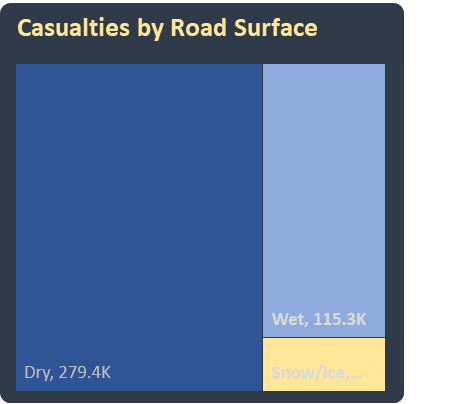 Casualties by Road Surface
Wet, 115.3K
Dry, 279.4K
Snow/Ice,...